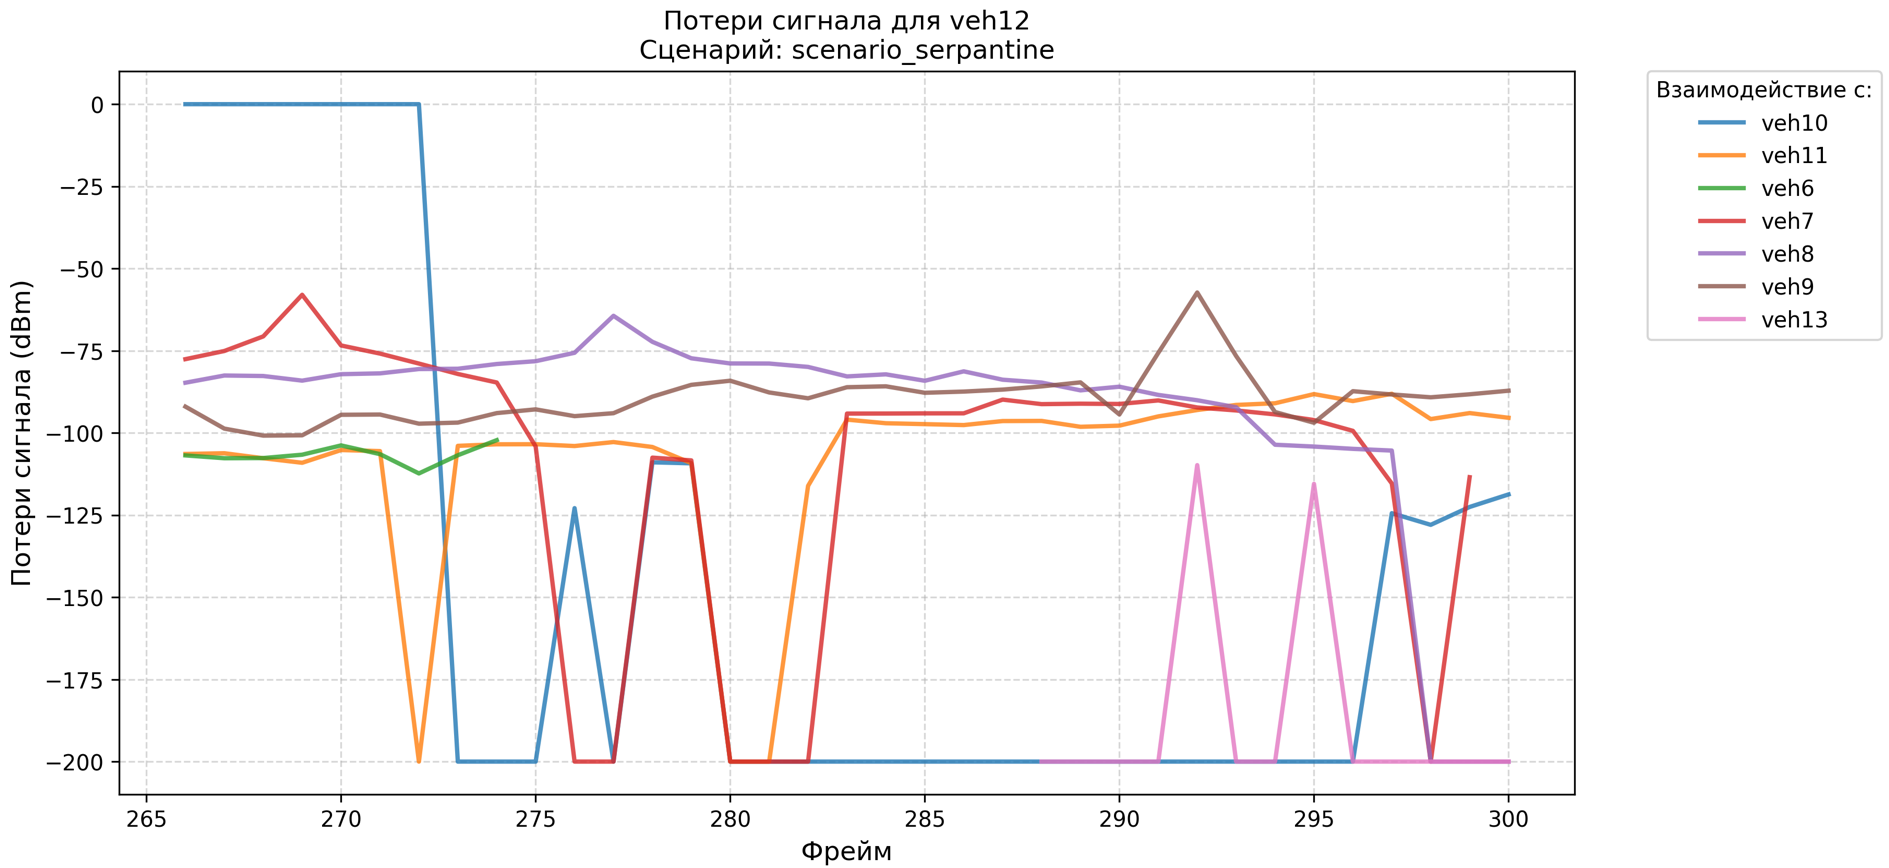 Потери сигнала для veh12
Сценарий: scenario_serpantine
Потери сигнала (dBm)
0
−25
−50
−75
−100
−125
−150
−175
−200
265
270
275
280
285
290
295
300
Фрейм
Взаимодействие с:
veh10
veh11
veh6
veh7
veh8
veh9
veh13